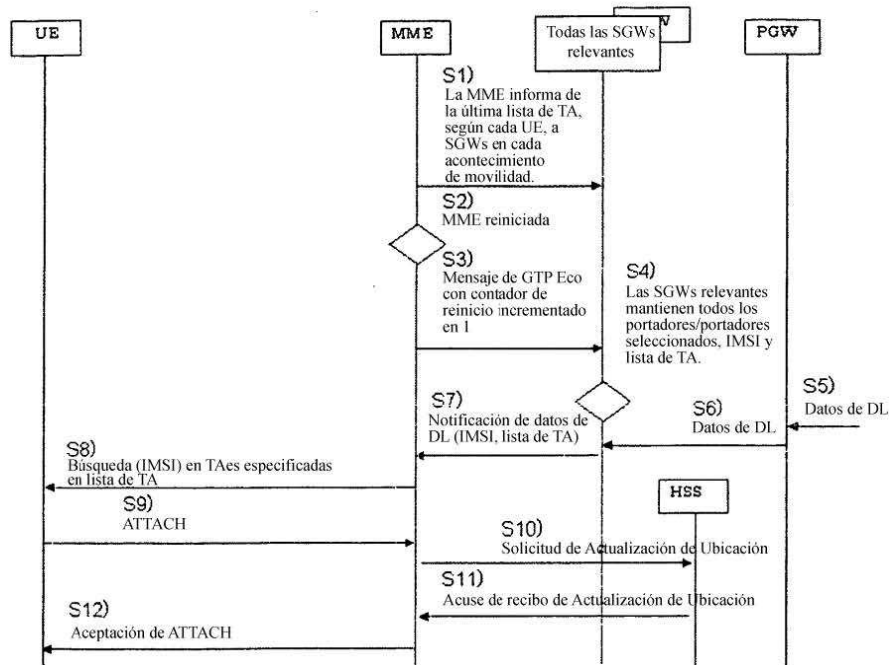 UE
MME
Todas las SGWs
relevantes
PGW
S1)
La MME informa de
la última lista de TA,
según cada UE, a
SGWs en cada
acontecimiento
de movilidad.
S2)
MME reiniciada
S3)
Mensaje de GTP Eco
con contador de
reinicio incrementado
en 1
S4)
Las SGWs relevantes
mantienen todos los
portadores/portadores
seleccionados, IMSI y
lista de TA.
S5)
Datos de DL
S6)
Datos de DL
S7)
Notificación de datos de
DL (IMSI, lista de TA)
S8)
Búsqueda (IMSI) en TAes especificadas
en lista de TA
HSS
S9)
ATTACH
S10)
Solicitud de Actualización de Ubicación
S11)
Acuse de recibo de Actualización de Ubicación
S12)
Aceptación de ATTACH